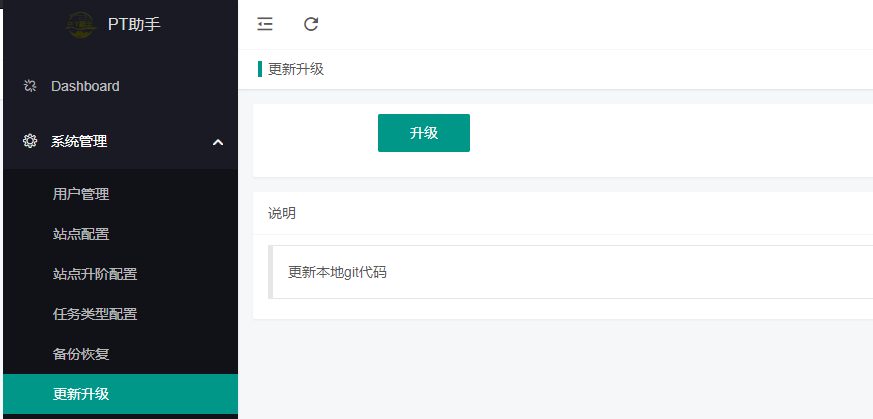 PT助手
Dashboard
系统管理
用户管理
站点配置
站点升阶配置
任务类型配置
备份恢复
更新升级
更新升级
升级
说明
更新本地git代码